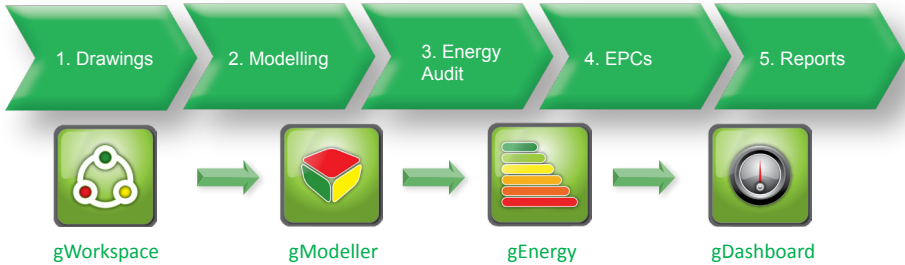 1. Drawings
2. Modelling
3. Energy
Audit
4. EPCs
5. Reports
gWorkspace
gModeller
gEnergy
gDashboard